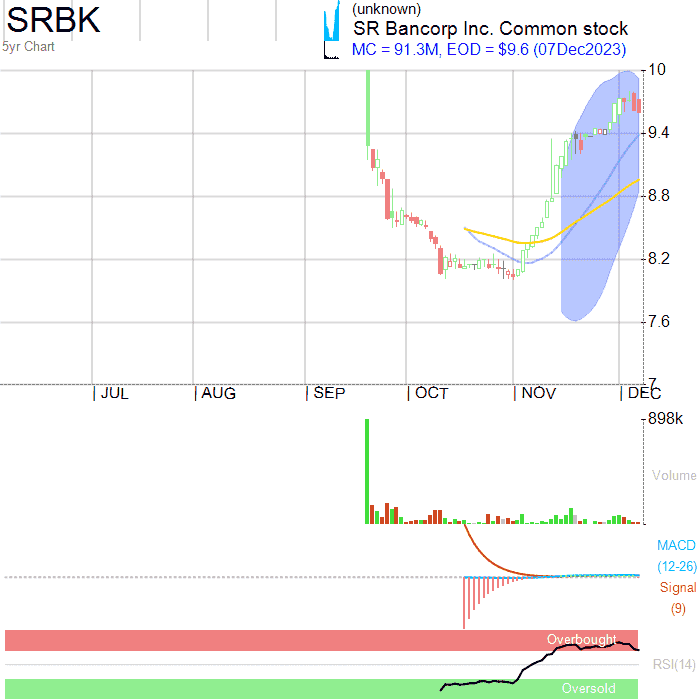 SRBK
(unknown)
SR Bancorp Inc. Common stock
5yr Chart
MC = 91.3M, EOD = $9.6 (07Dec2023)
10
9.4
8.8
8.2
7.6
7
JUL
AUG
SEP
OCT
NOV
DEC
898k
Volume
MACD
(12-26)
Signal
(9)
Overbought
RSI(14)
Oversold